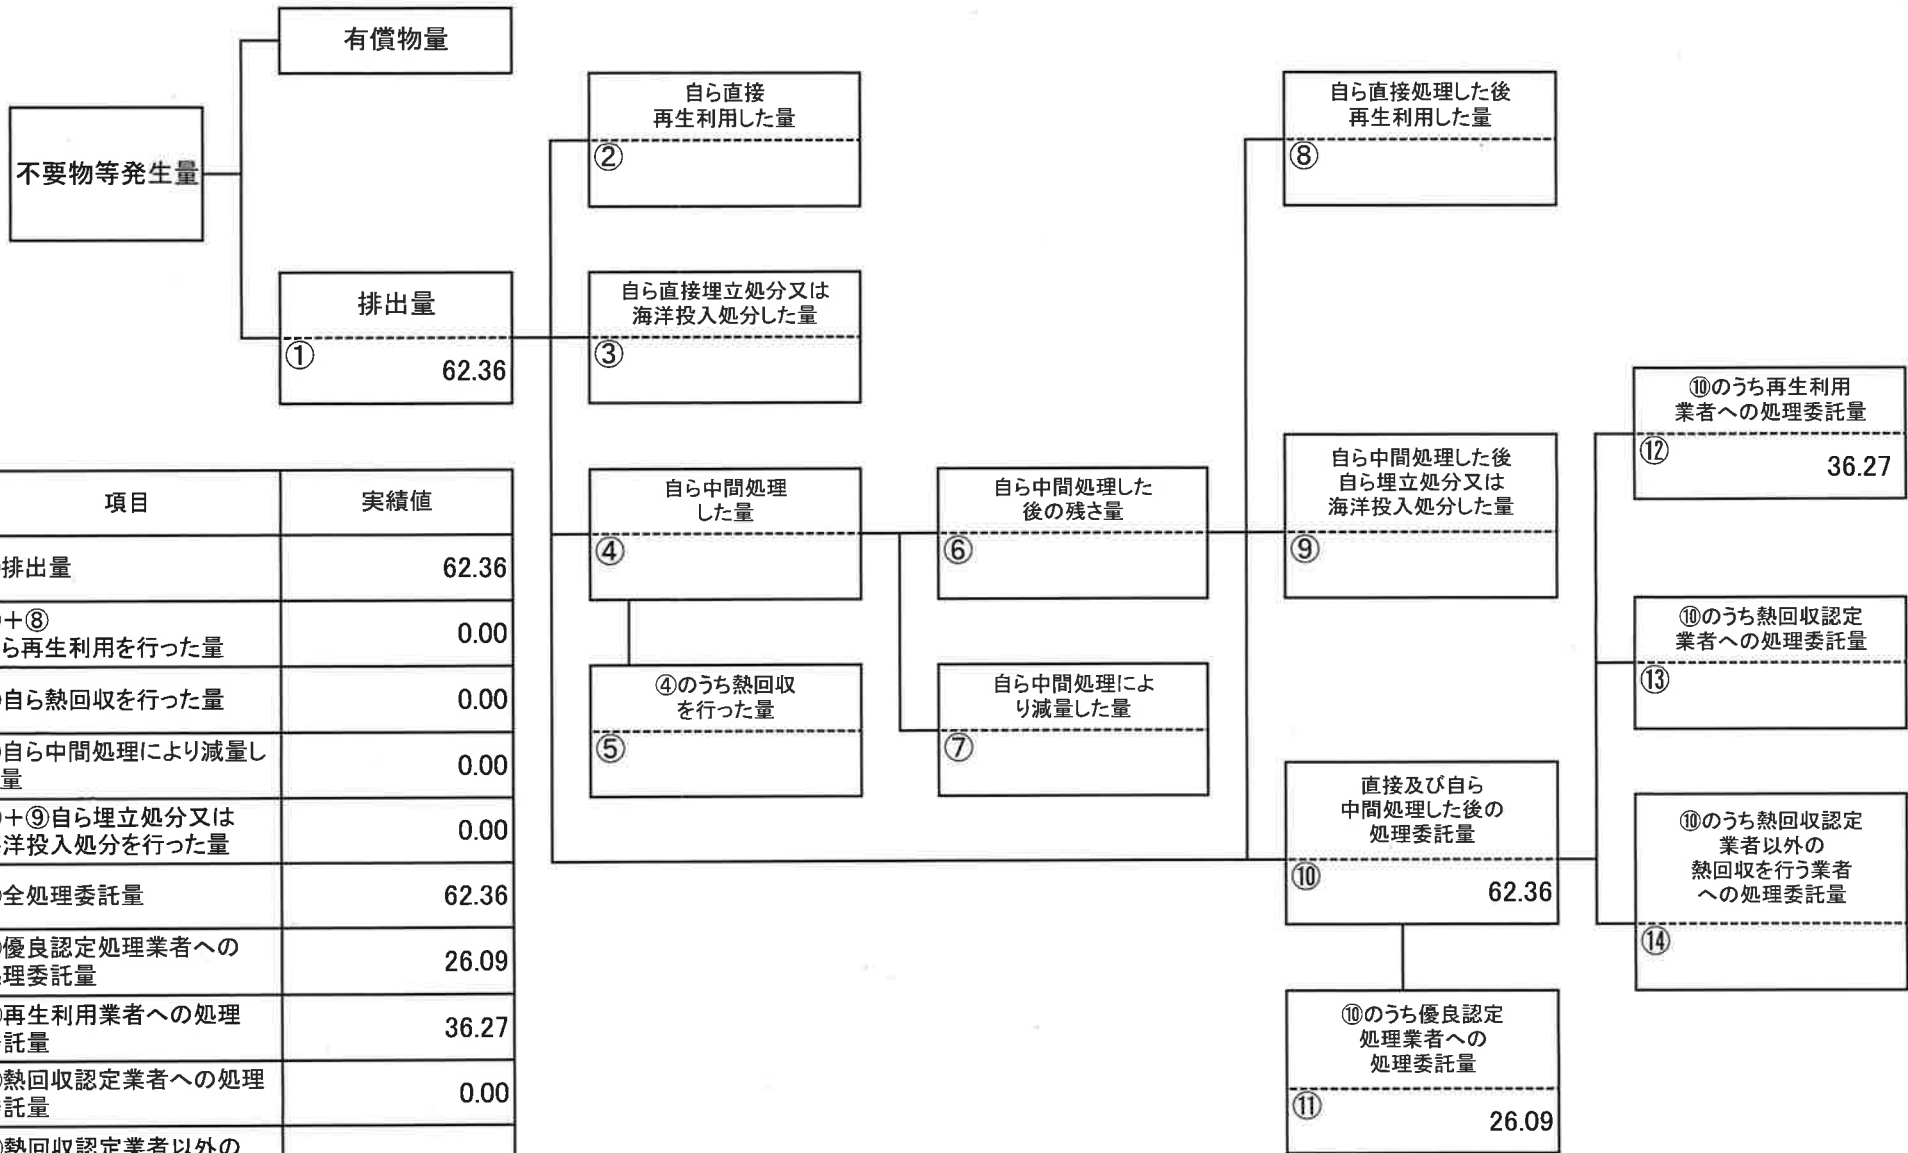 有償物量
不要物等発生量
排出量
①
62.36
自ら直接
再生利用した量
②
自ら直接埋立処分又は
海洋投入処分した量
③
自ら中間処理
した量
④
④のうち熱回収
を行った量
⑤
自ら中間処理した
後の残さ量
⑥
自ら中間処理によ
り減量した量
⑦
自ら直接処理した後
再生利用した量
⑧
自ら中間処理した後
自ら埋立処分又は
海洋投入処分した量
⑨
直接及び自ら
中間処理した後の
処理委託量
⑩
62.36
⑩のうち優良認定
処理業者への
処理委託量
⑪
26.09
⑩のうち再生利用
業者への処理委託量
⑫
36.27
⑩のうち熱回収認定
業者への処理委託量
⑬
⑩のうち熱回収認定
業者以外の
熱回収を行う業者
への処理委託量
⑭
項目
実績値
排出量
62.36
+⑧
ら再生利用を行った量
0.00
自ら熱回収を行った量
0.00
自ら中間処理により減量し
量
0.00
+⑨自ら埋立処分又は
洋投入処分を行った量
0.00
全処理委託量
62.36
優良認定処理業者への
理委託量
26.09
再生利用業者への処理
託量
36.27
熱回収認定業者への処理
託量
0.00
熱回収認定業者以外の